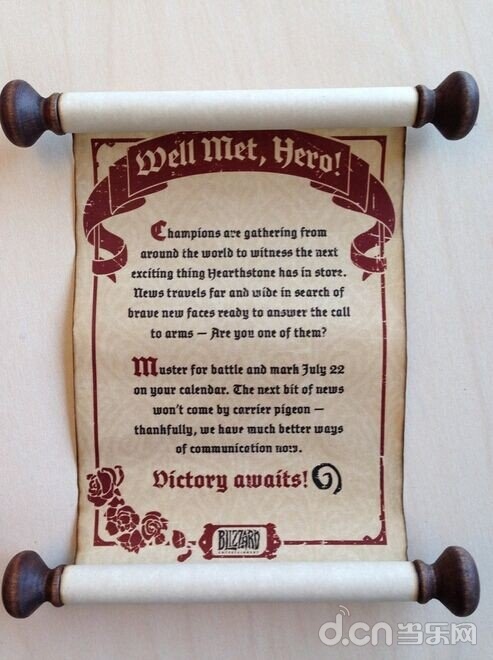 Well Met, Hero!
Champions are gathering from
around the world to witness the next
exciting thing Hearthstone has in store.
News travels far and wide in search of
brave new faces ready to answer the call
to arms — Are you one of them?
Muster for battle and mark July 22
on your calendar. The next bit of news
won't come by carrier pigeon —
thankfully, we have much better ways
of communication now.
Victory awaits!
BLIZZARD
ENTERTAINMENT
d.cn当乐网